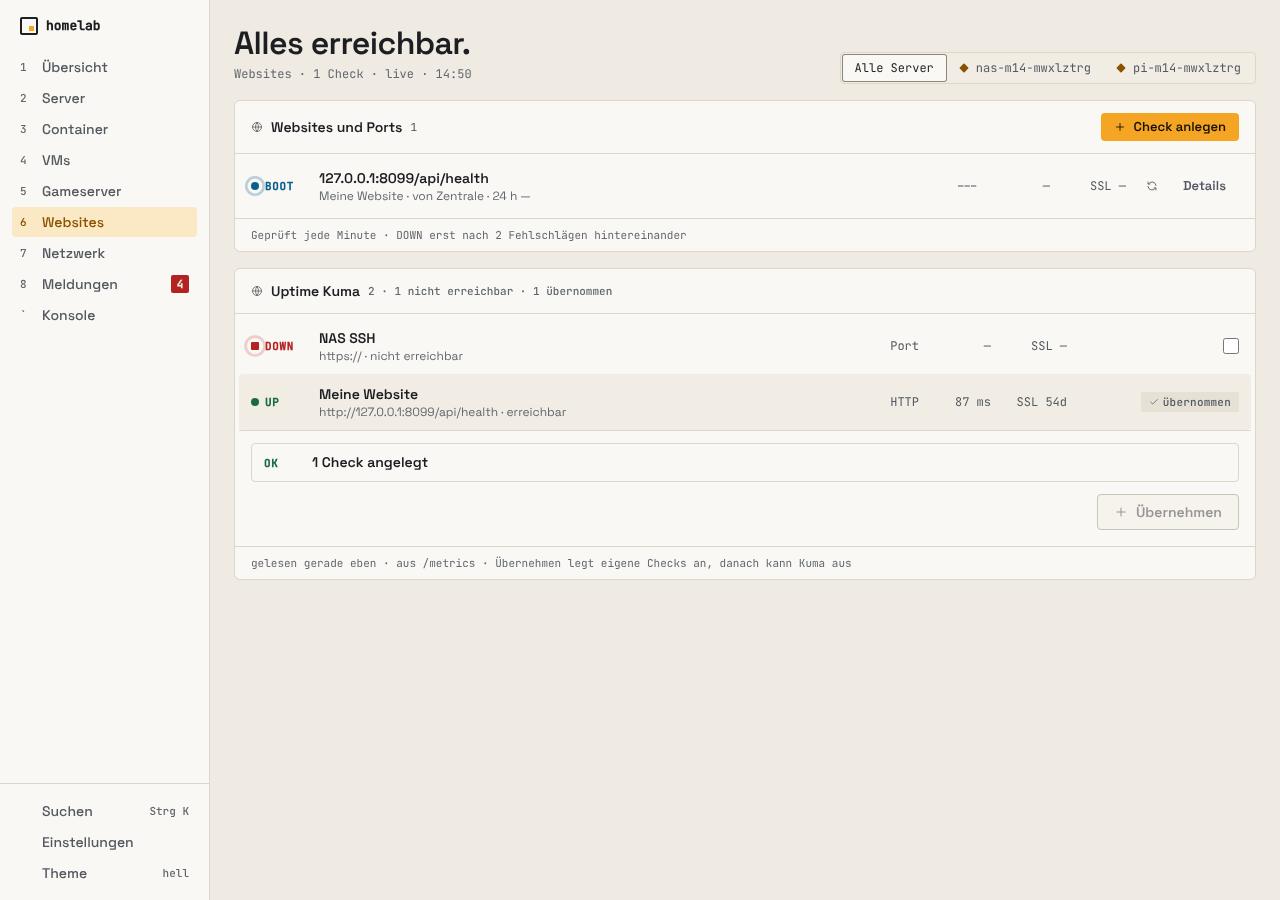 homelab
1 Übersicht
2 Server
3 Container
4 VMs
5 Gameserver
6 Websites
7 Netzwerk
8 Meldungen 4
` Konsole
Suchen Strg K
Einstellungen
Theme hell
Alles erreichbar.
Websites · 1 Check · live · 14:50
Alle Server ◆ nas-m14-mwxlztrg ◆ pi-m14-mwxlztrg
Websites und Ports 1
+ Check anlegen
BOOT 127.0.0.1:8099/api/health --- — SSL — Details
Meine Website · von Zentrale · 24 h —
Geprüft jede Minute · DOWN erst nach 2 Fehlschlägen hintereinander
Uptime Kuma 2 · 1 nicht erreichbar · 1 übernommen
DOWN NAS SSH Port — SSL —
https:// · nicht erreichbar
UP Meine Website HTTP 87 ms SSL 54d ✓ übernommen
http://127.0.0.1:8099/api/health · erreichbar
OK 1 Check angelegt
+ Übernehmen
gelesen gerade eben · aus /metrics · Übernehmen legt eigene Checks an, danach kann Kuma aus